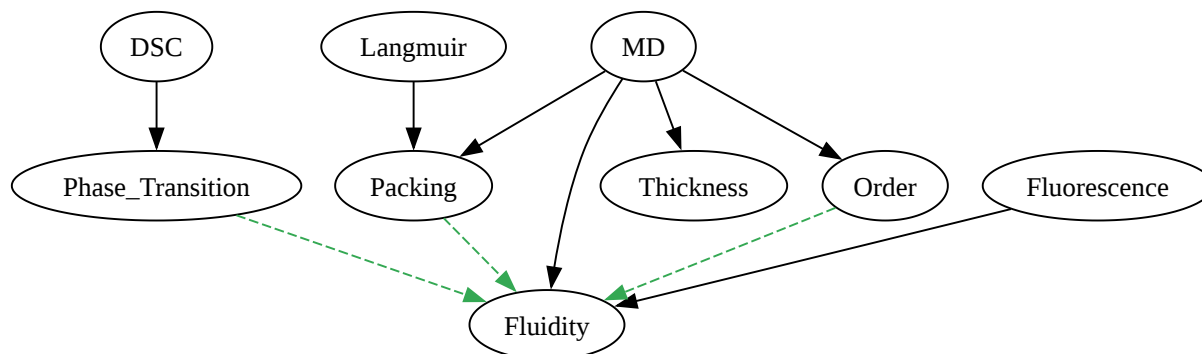 DSC
Langmuir
MD
Phase_Transition
Packing
Thickness
Order
Fluorescence
Fluidity